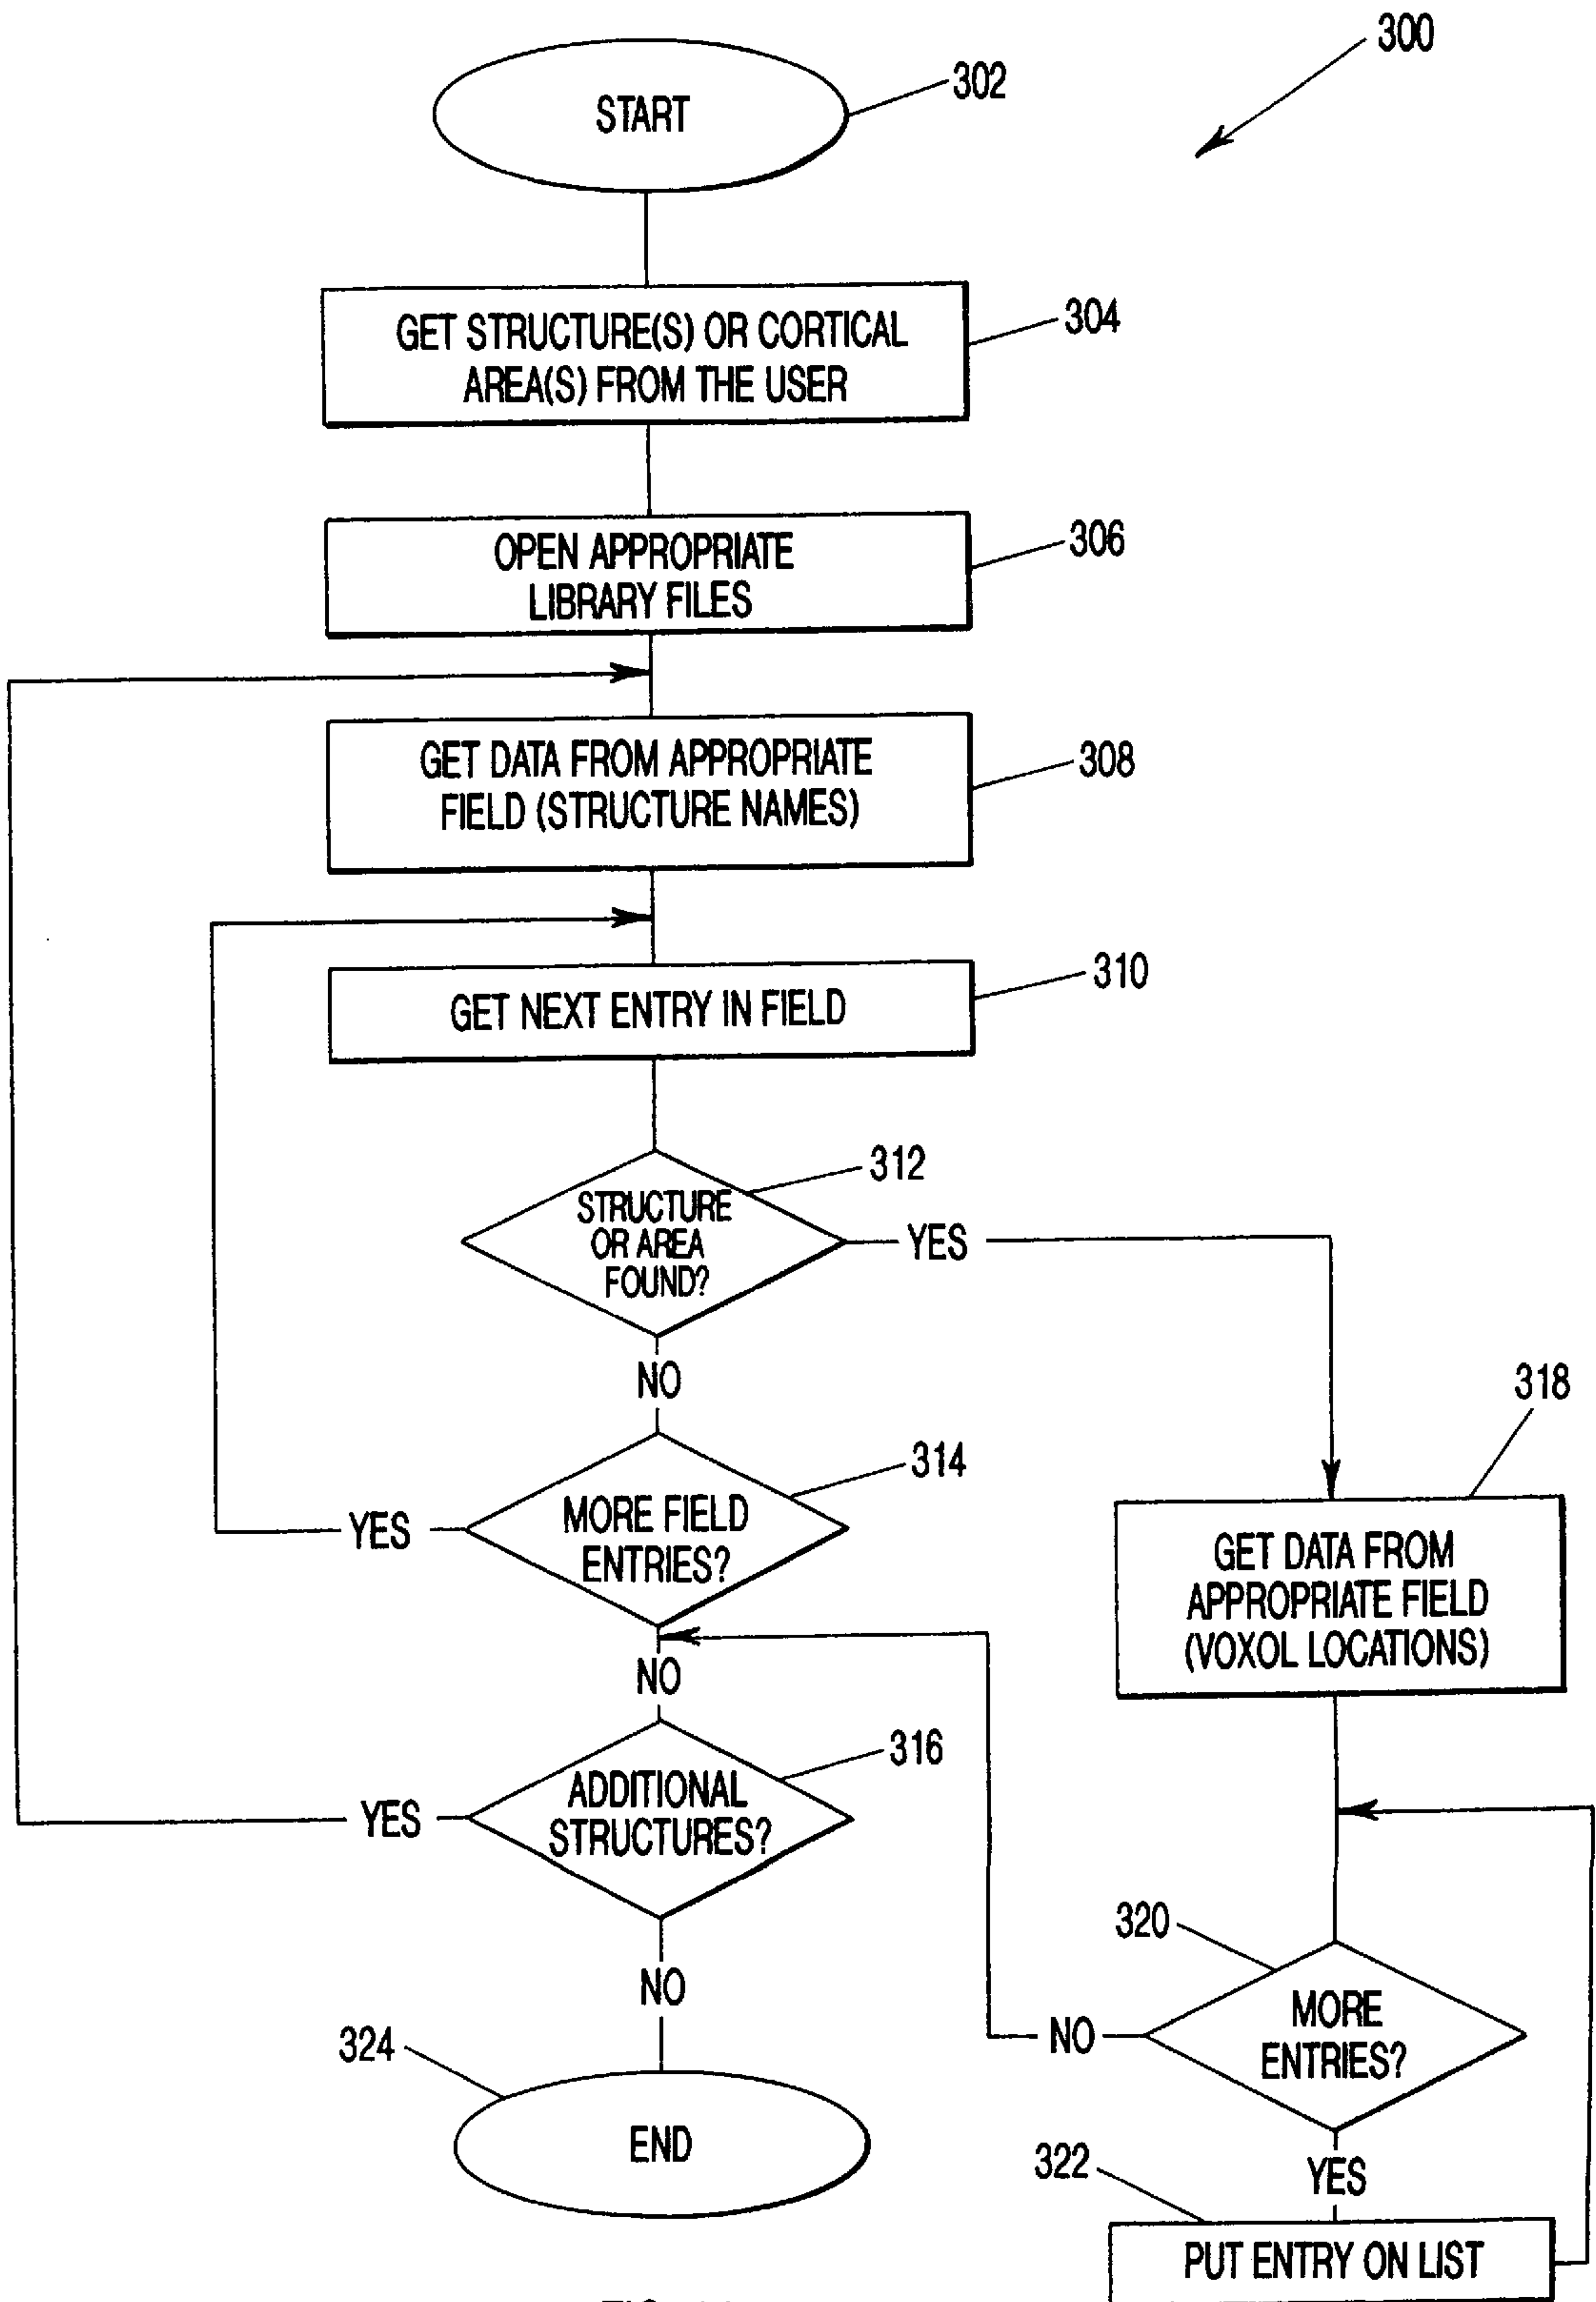 300
START
302
GET STRUCTURE(S) OR CORTICAL
AREA(S) FROM THE USER
304
OPEN APPROPRIATE
LIBRARY FILES
306
GET DATA FROM APPROPRIATE
FIELD (STRUCTURE NAMES)
308
GET NEXT ENTRY IN FIELD
310
STRUCTURE
OR AREA
FOUND?
312
YES
NO
MORE FIELD
ENTRIES?
314
YES
NO
ADDITIONAL
STRUCTURES?
316
YES
NO
END
324
GET DATA FROM
APPROPRIATE FIELD
(VOXOL LOCATIONS)
318
MORE
ENTRIES?
320
NO
YES
PUT ENTRY ON LIST
322